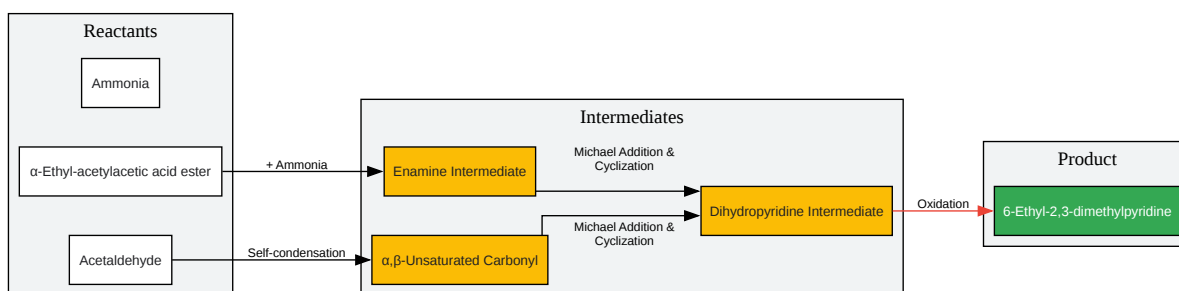 Reactants
Ammonia
α-Ethyl-acetylacetic acid ester
Acetaldehyde
+ Ammonia
Self-condensation
Intermediates
Enamine Intermediate
α,β-Unsaturated Carbonyl
Michael Addition &
Cyclization
Michael Addition &
Cyclization
Dihydropyridine Intermediate
Oxidation
Product
6-Ethyl-2,3-dimethylpyridine